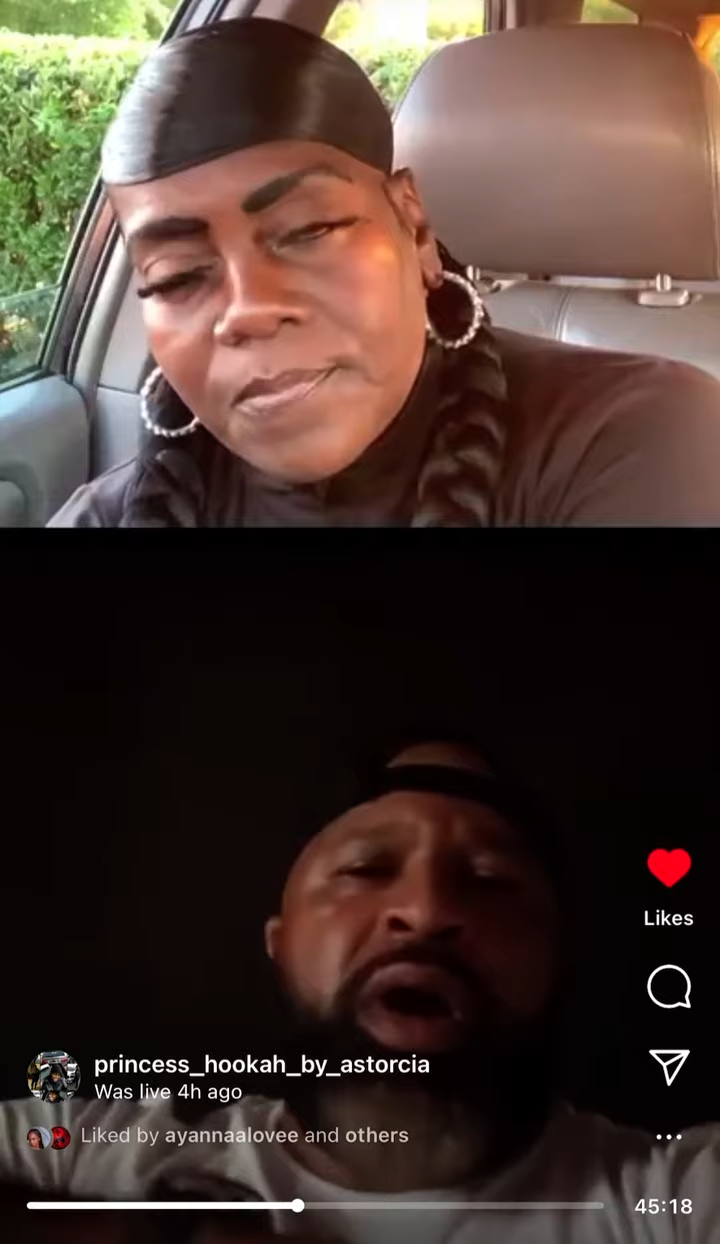 Likes
princess_hookah_by_astorcia
Was live 4h ago
Liked by ayannaalovee and others
45:18